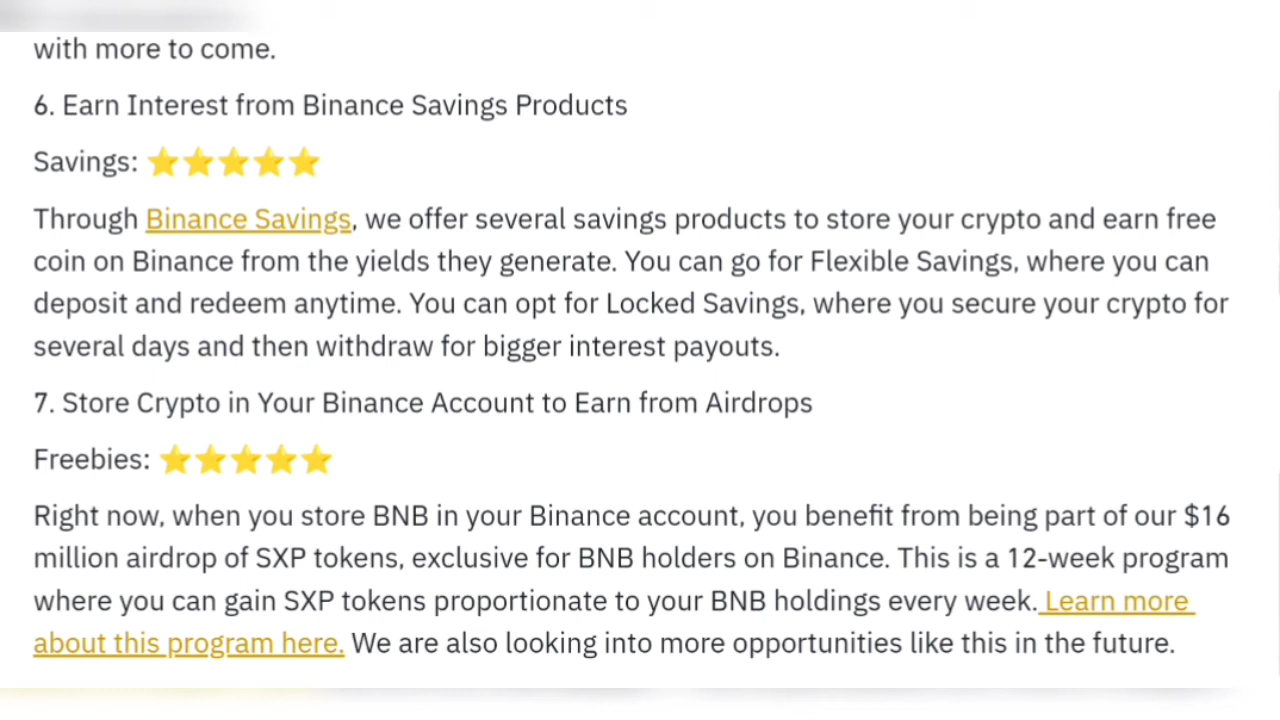 with more to come.
6. Earn Interest from Binance Savings Products
Savings: ⭐⭐⭐⭐⭐
Through Binance Savings, we offer several savings products to store your crypto and earn free
coin on Binance from the yields they generate. You can go for Flexible Savings, where you can
deposit and redeem anytime. You can opt for Locked Savings, where you secure your crypto for
several days and then withdraw for bigger interest payouts.
7. Store Crypto in Your Binance Account to Earn from Airdrops
Freebies: ⭐⭐⭐⭐⭐
Right now, when you store BNB in your Binance account, you benefit from being part of our $16
million airdrop of SXP tokens, exclusive for BNB holders on Binance. This is a 12-week program
where you can gain SXP tokens proportionate to your BNB holdings every week. Learn more
about this program here. We are also looking into more opportunities like this in the future.